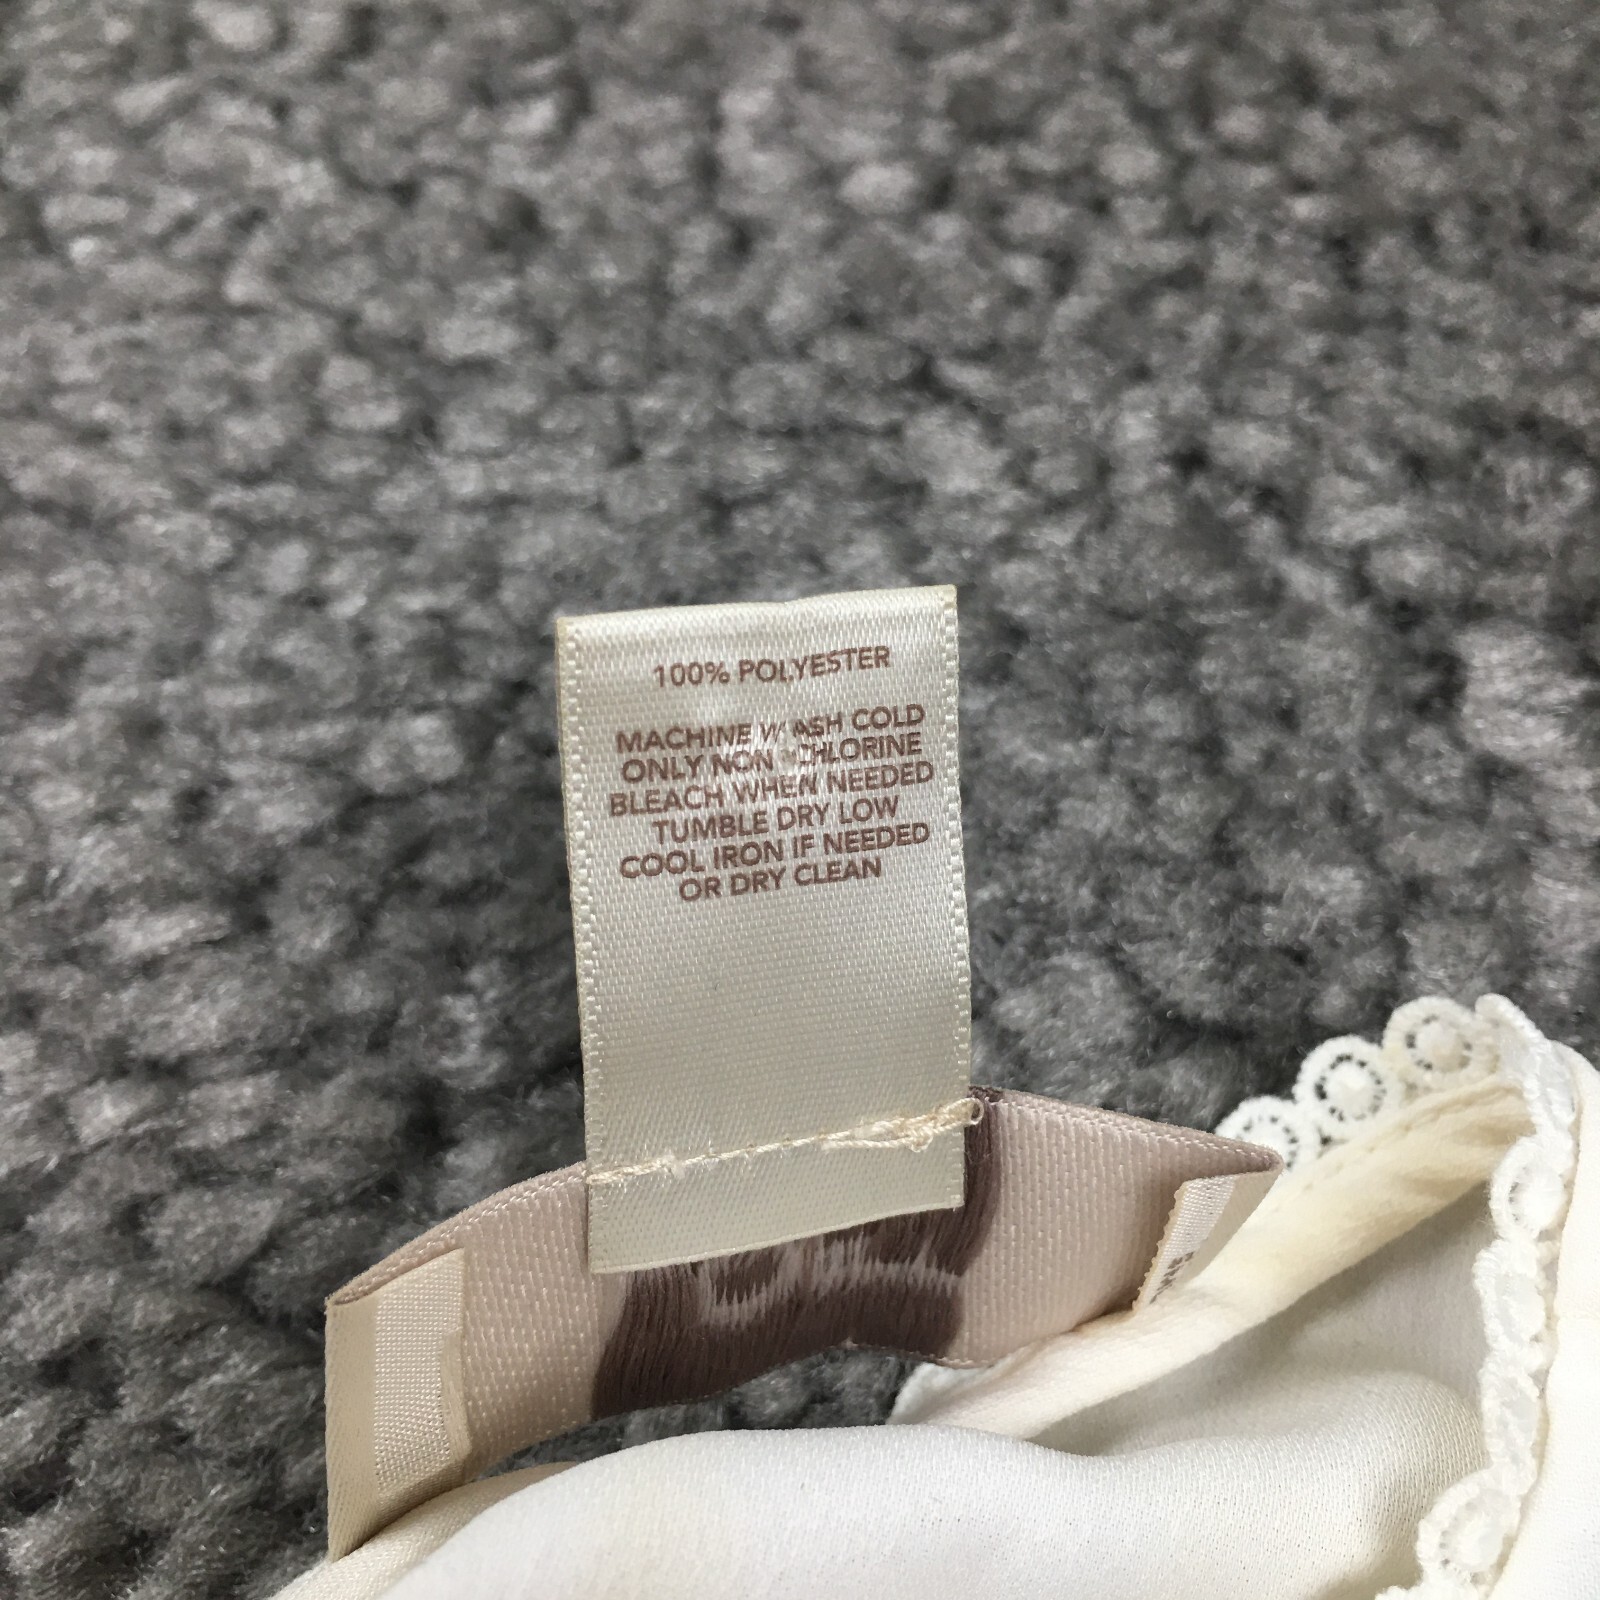 100% POLYESTER
MACHINE WASH COLD
ONLY NON CHLORINE
BLEACH WHEN NEEDED
TUMBLE DRY LOW
COOL IRON IF NEEDED
OR DRY CLEAN